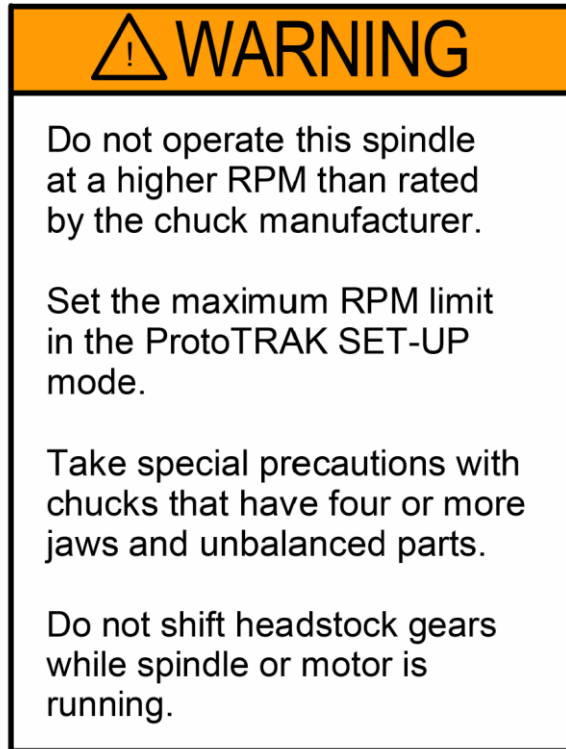 WARNING
Do not operate this spindle
at a higher RPM than rated
by the chuck manufacturer.
Set the maximum RPM limit
in the ProtoTRAK SET-UP
mode.
Take special precautions with
chucks that have four or more
jaws and unbalanced parts.
Do not shift headstock gears
while spindle or motor is
running.